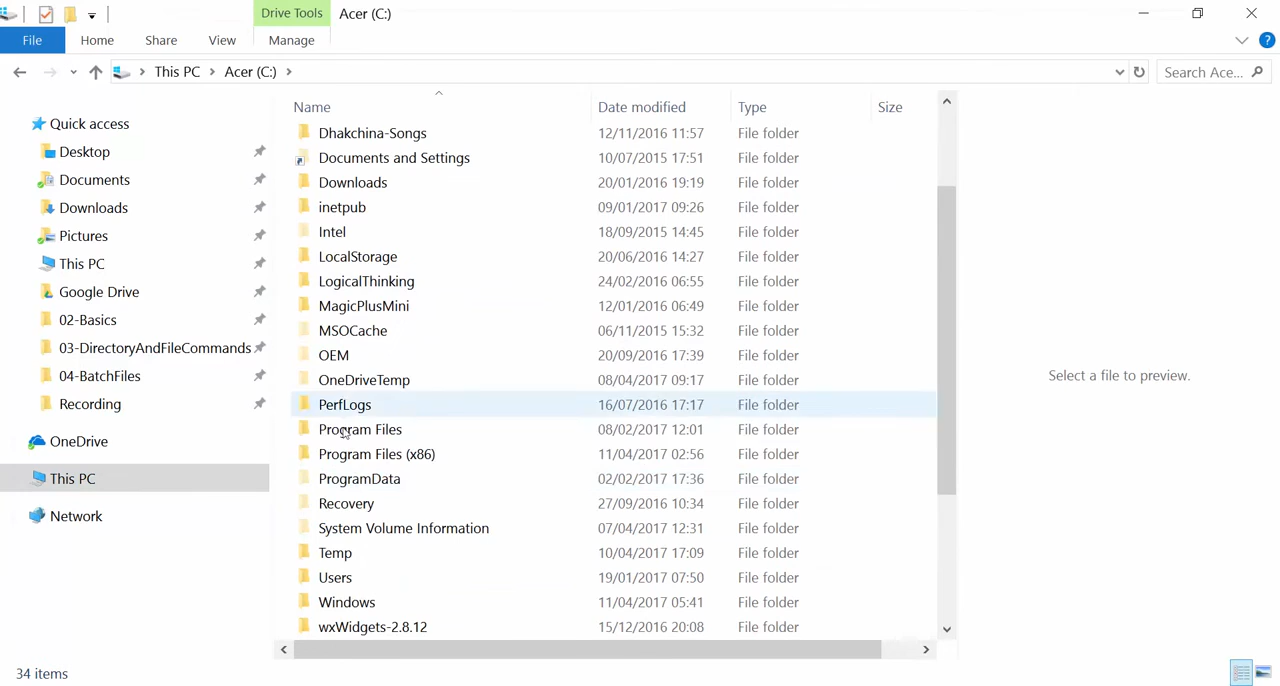 Drive Tools Acer (C:)
File Home Share View Manage
This PC Acer (C:) Search Ace...
Name Date modified Type Size
Quick access
Desktop
Documents
Downloads
Pictures
This PC
Google Drive
02-Basics
03-DirectoryAndFileCommands
04-BatchFiles
Recording
OneDrive
This PC
Network
Dhakchina-Songs 12/11/2016 11:57 File folder
Documents and Settings 10/07/2015 17:51 File folder
Downloads 20/01/2016 19:19 File folder
inetpub 09/01/2017 09:26 File folder
Intel 18/09/2015 14:45 File folder
LocalStorage 20/06/2016 14:27 File folder
LogicalThinking 24/02/2016 06:55 File folder
MagicPlusMini 12/01/2016 06:49 File folder
MSOCache 06/11/2015 15:32 File folder
OEM 20/09/2016 17:39 File folder
OneDriveTemp 08/04/2017 09:17 File folder
PerfLogs 16/07/2016 17:17 File folder
Program Files 08/02/2017 12:01 File folder
Program Files (x86) 11/04/2017 02:56 File folder
ProgramData 02/02/2017 17:36 File folder
Recovery 27/09/2016 10:34 File folder
System Volume Information 07/04/2017 12:31 File folder
Temp 10/04/2017 17:09 File folder
Users 19/01/2017 07:50 File folder
Windows 11/04/2017 05:41 File folder
wxWidgets-2.8.12 15/12/2016 20:08 File folder
Select a file to preview.
34 items